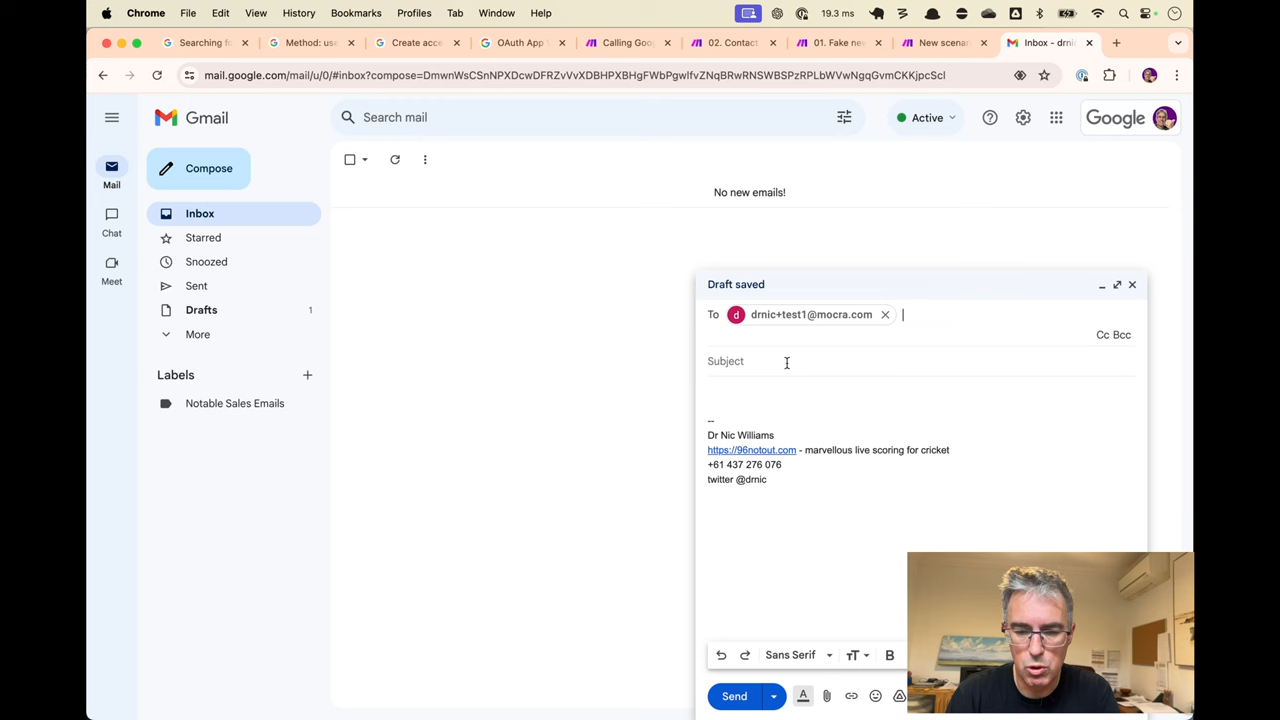 Chrome File Edit View History Bookmarks Profiles Tab Window Help 19.3 ms
Searching fo Method: use Create acce OAuth App V Calling Goo 02. Contact 01. Fake ne New scenar Inbox - drni
mail.google.com/mail/u/0/#inbox?compose=DmwnWsCSnNPXDcwDFRZvVvXDBHPXBHgFWbPgwlfvZNqBRwRNSWBSPzRPLbWVwNgqGvmCKKjpcScl
Gmail
Search mail
Active
Google
Mail
Chat
Meet
Compose
Inbox
Starred
Snoozed
Sent
Drafts 1
More
Labels
Notable Sales Emails
No new emails!
Draft saved
To d drnic+test1@mocra.com
Cc Bcc
Subject
--
Dr Nic Williams
https://96notout.com - marvellous live scoring for cricket
+61 437 276 076
twitter @drnic
Sans Serif TT B
Send A